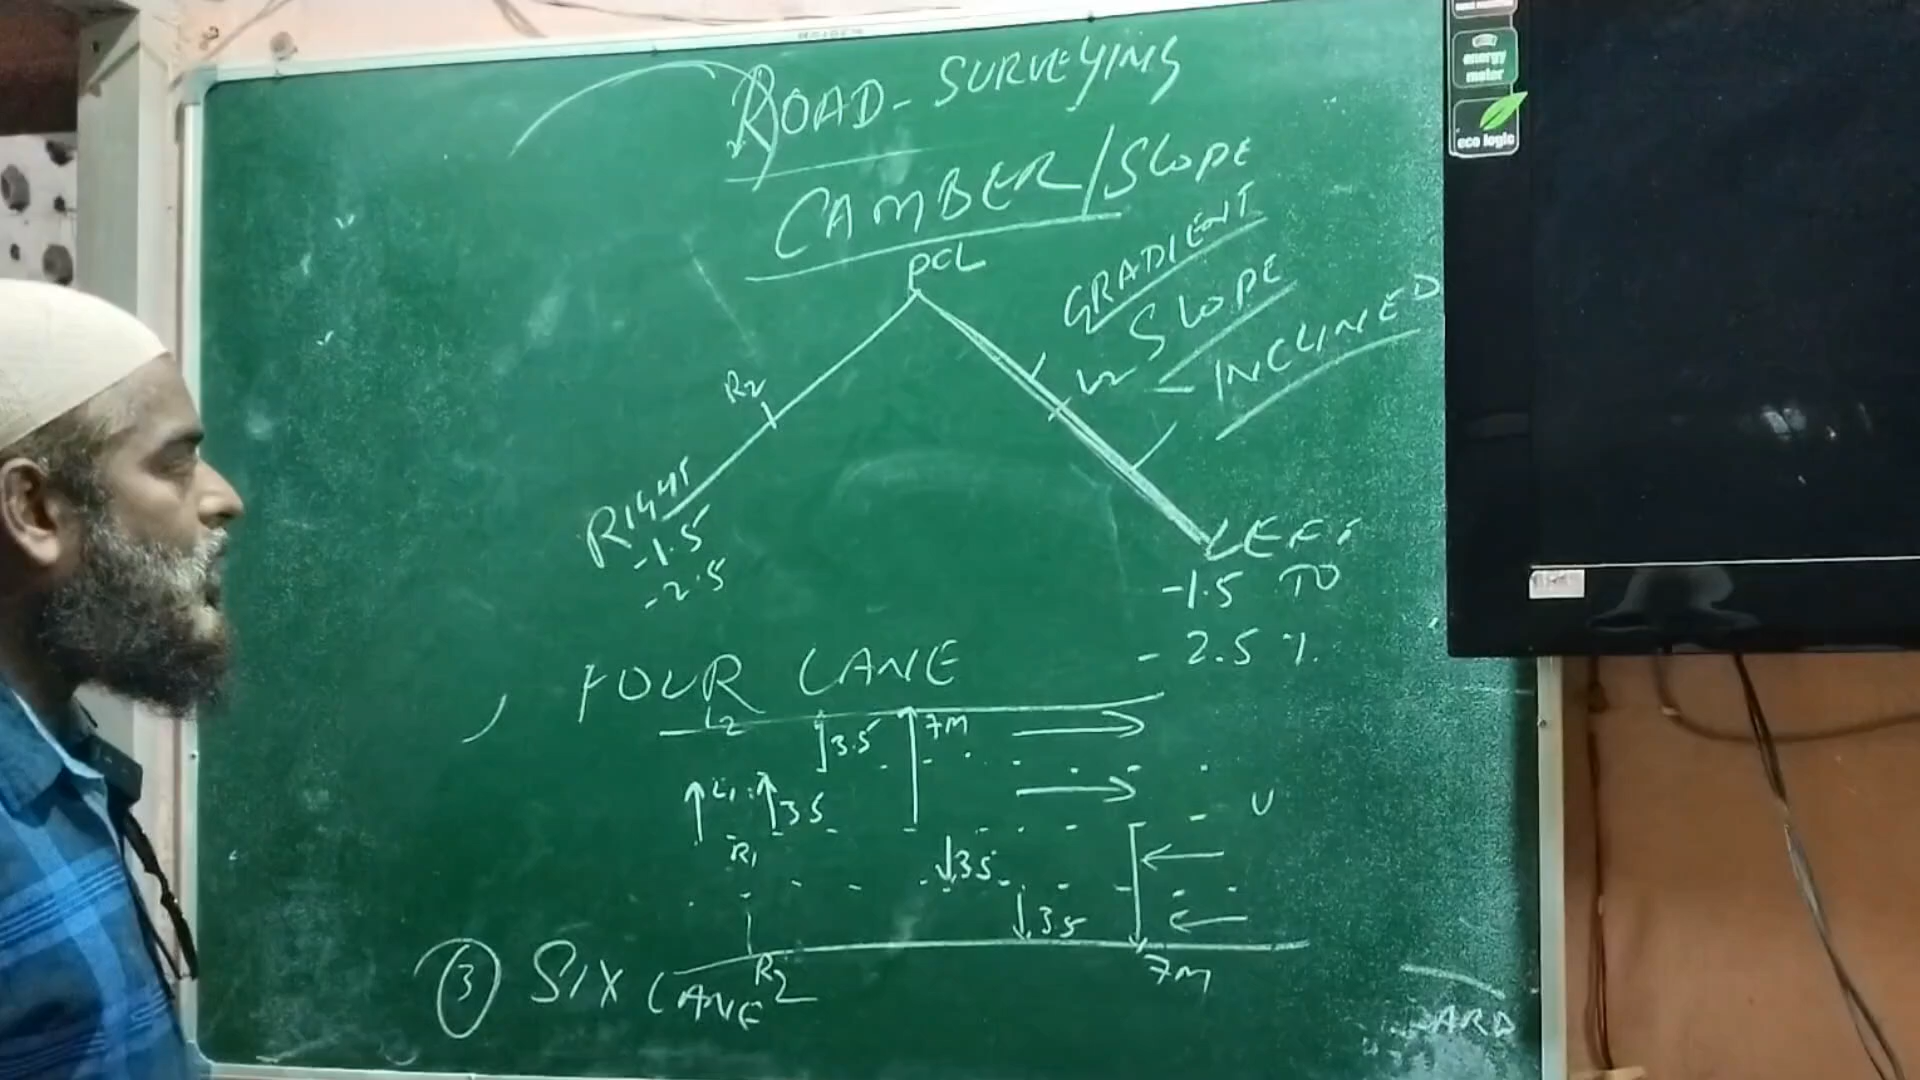 ROAD-SURVEYING
CAMBER/SLOPE
PCL
GRADIENT
SLOPE
- INCLINED
R2
RIGHT
-1.5
-2.5
LEFT
-1.5 TO
- 2.5 %
FOUR LANE
L2
3.5
7M
L1
3.5
R1
3.5
3.5
7M
R2
3 SIX LANE
energy
meter
eco logic